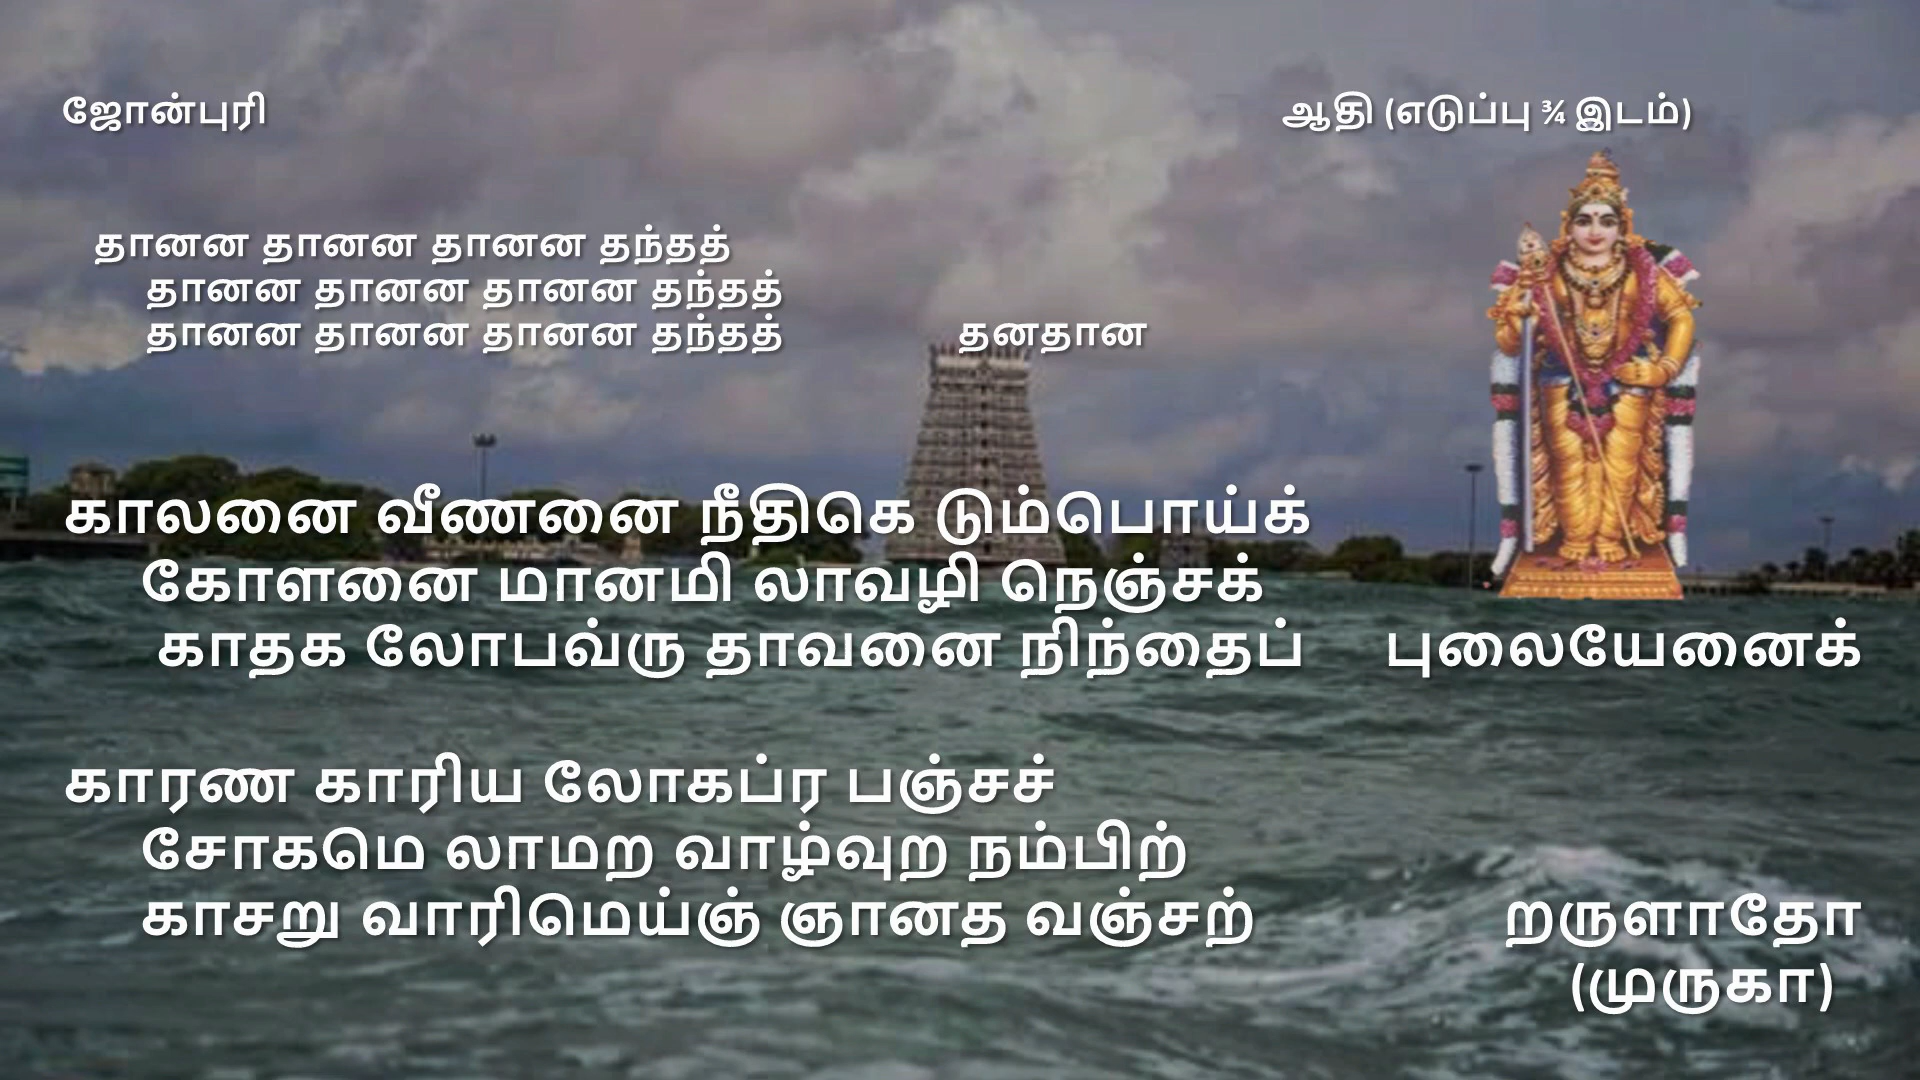 ஜோன்புரி ஆதி (எடுப்பு ¾ இடம்)
தானன தானன தானன தந்தத்
தானன தானன தானன தந்தத்
தானன தானன தானன தந்தத் தனதான
காலனை வீணனை நீதிகெ டும்பொய்க்
கோளனை மானமி லாவழி நெஞ்சக்
காதக லோபவ்ரு தாவனை நிந்தைப் புலையேனைக்
காரண காரிய லோகப்ர பஞ்சச்
சோகமெ லாமற வாழ்வுற நம்பிற்
காசறு வாரிமெய்ஞ் ஞானத வஞ்சற் றருளாதோ
(முருகா)